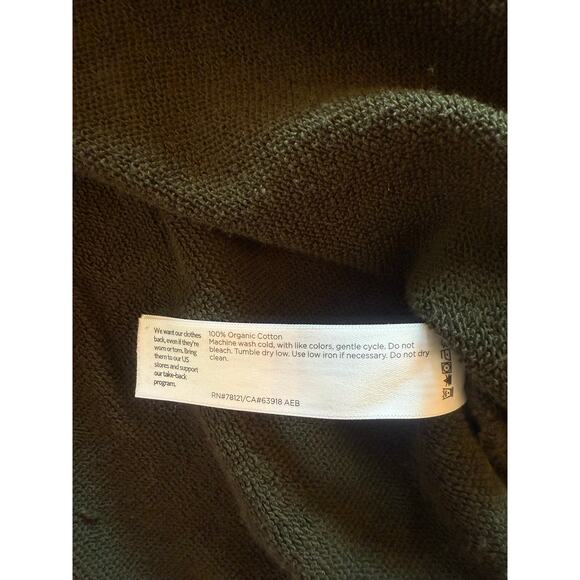 We want our clothes
back, even if they're
worn or torn. Bring
them to our US
stores and support
our take-back
program.
100% Organic Cotton
Machine wash cold, with like colors, gentle cycle. Do not
bleach. Tumble dry low. Use low iron if necessary. Do not dry
clean.
RN#78121/CA#63918 AEB